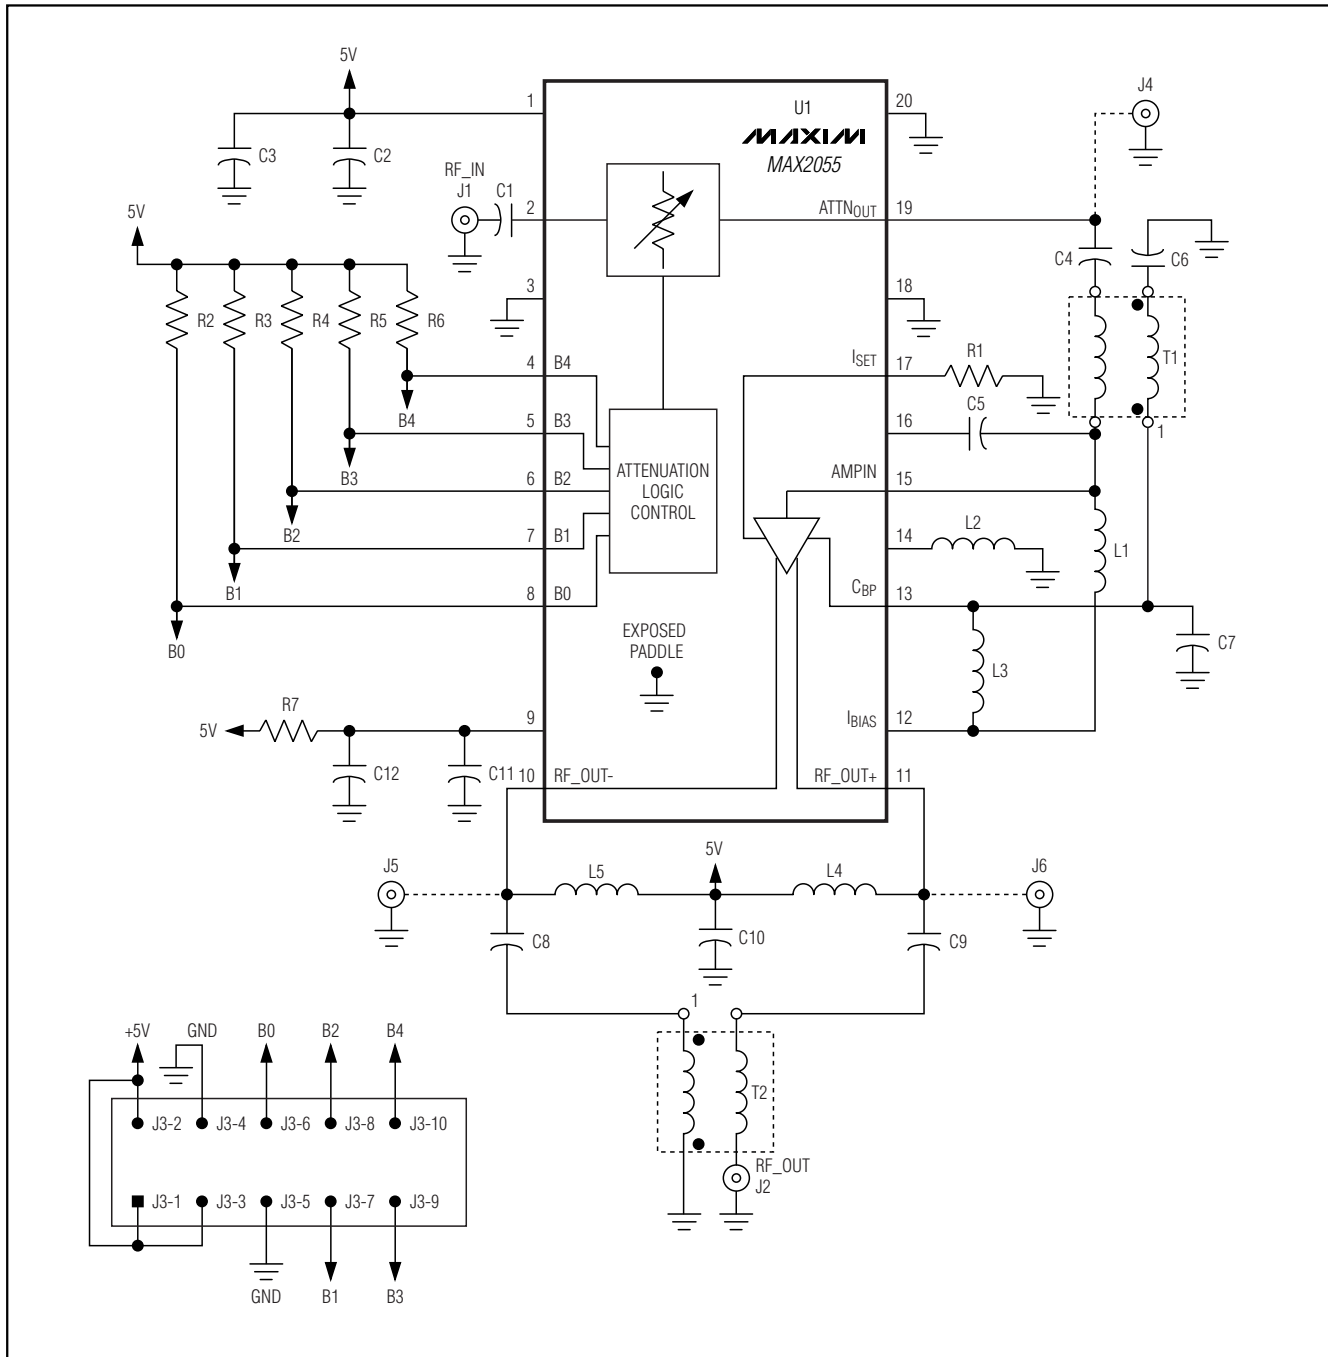 5V
1
U1
20
J4
C3
C2
MAXIM
MAX2055
RF_IN
J1
C1
2
ATTNOUT
19
5V
C4
C6
3
18
R2
R3
R4
R5
R6
T1
ISET
17
R1
4
B4
B4
C5
16
1
5
B3
B3
ATTENUATION
LOGIC
CONTROL
AMPIN
15
6
B2
B2
L2
14
L1
7
B1
B1
CBP
13
8
B0
B0
EXPOSED
PADDLE
C7
L3
R7
5V
9
IBIAS
12
C12
C11
10
RF_OUT-
RF_OUT+
11
J5
L5
5V
L4
J6
C8
C10
C9
1
+5V
GND
B0
B2
B4
T2
J3-2
J3-4
J3-6
J3-8
J3-10
RF_OUT
J2
J3-1
J3-3
J3-5
J3-7
J3-9
GND
B1
B3